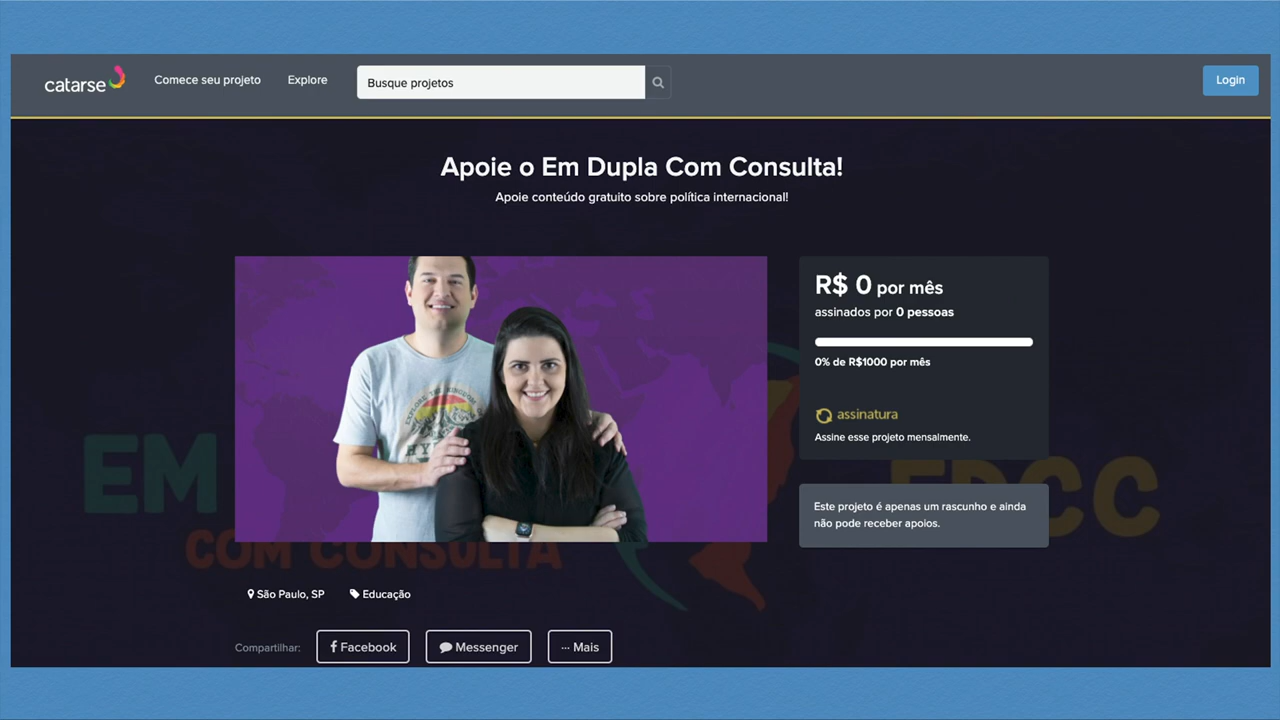 catarse
Comece seu projeto
Explore
Busque projetos
Login
Apoie o Em Dupla Com Consulta!
Apoie conteúdo gratuito sobre política internacional!
R$ 0 por mês
assinados por 0 pessoas
0% de R$1000 por mês
assinatura
Assine esse projeto mensalmente.
Este projeto é apenas um rascunho e ainda
não pode receber apoios.
EM
EDCC
COM CONSULTA
São Paulo, SP
Educação
Compartilhar:
Facebook
Messenger
··· Mais